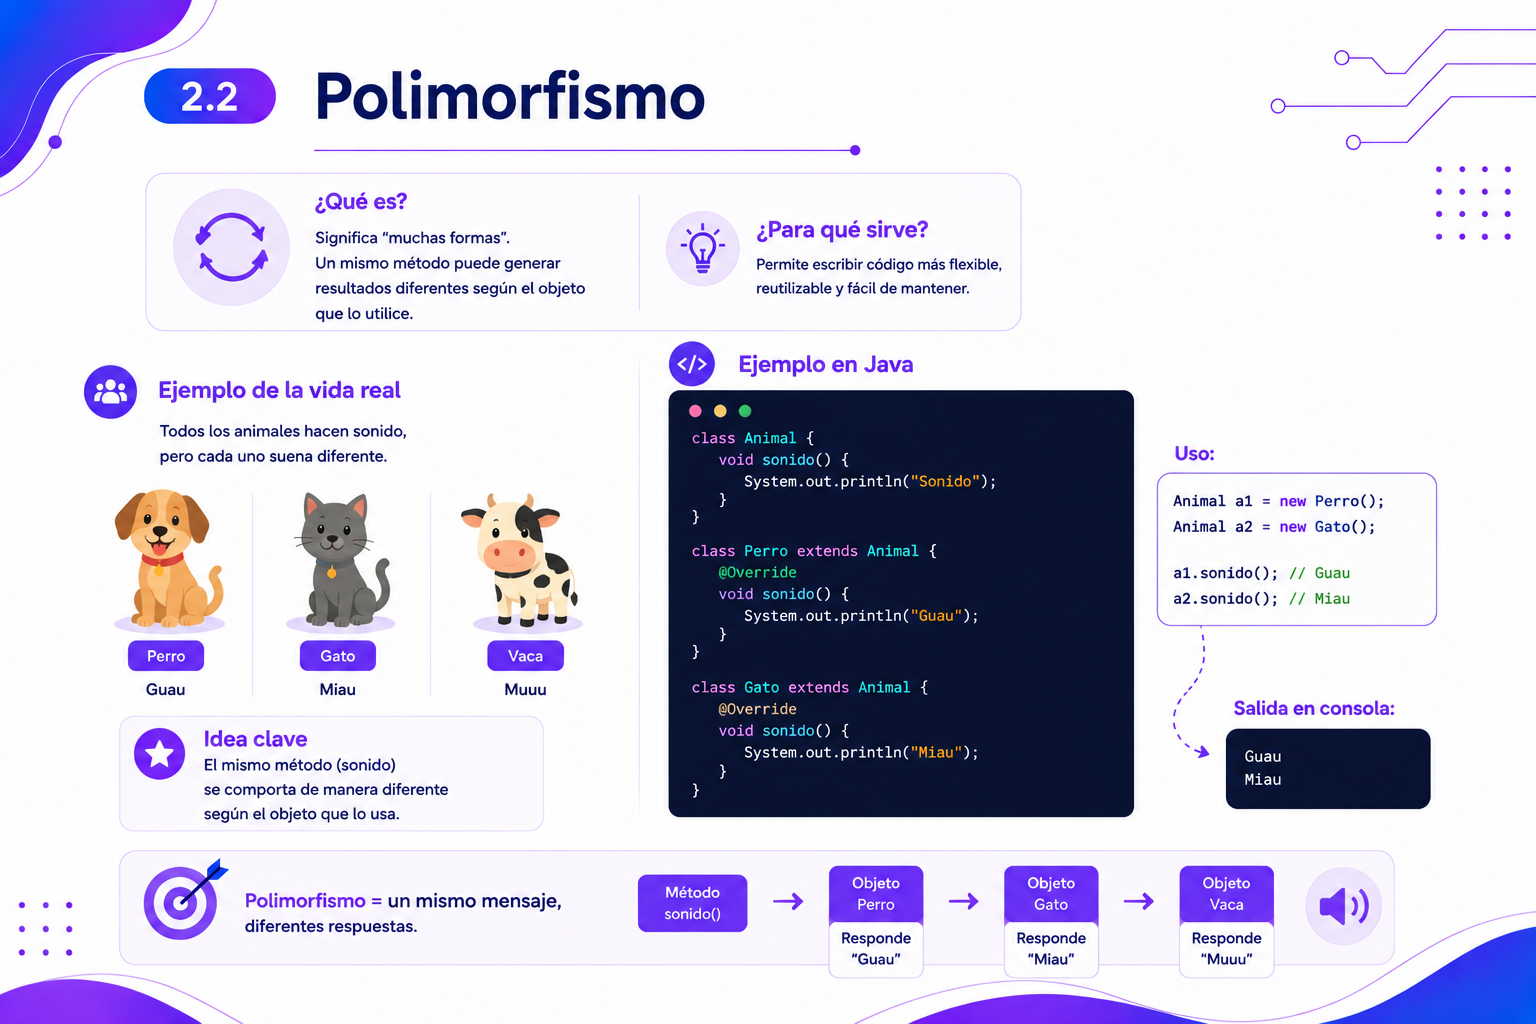 2.2
Polimorfismo
¿Qué es?
Significa “muchas formas”.
Un mismo método puede generar
resultados diferentes según el objeto
que lo utilice.
¿Para qué sirve?
Permite escribir código más flexible,
reutilizable y fácil de mantener.
Ejemplo de la vida real
Todos los animales hacen sonido,
pero cada uno suena diferente.
Perro
Guau
Gato
Miau
Vaca
Muuu
Idea clave
El mismo método (sonido)
se comporta de manera diferente
según el objeto que lo usa.
</>
Ejemplo en Java
class Animal {
void sonido() {
System.out.println("Sonido");
}
}
class Perro extends Animal {
@Override
void sonido() {
System.out.println("Guau");
}
}
class Gato extends Animal {
@Override
void sonido() {
System.out.println("Miau");
}
}
Uso:
Animal a1 = new Perro();
Animal a2 = new Gato();
a1.sonido(); // Guau
a2.sonido(); // Miau
Salida en consola:
Guau
Miau
Polimorfismo = un mismo mensaje,
diferentes respuestas.
Método
sonido()
Objeto
Perro
Responde
“Guau”
Objeto
Gato
Responde
“Miau”
Objeto
Vaca
Responde
“Muuu”